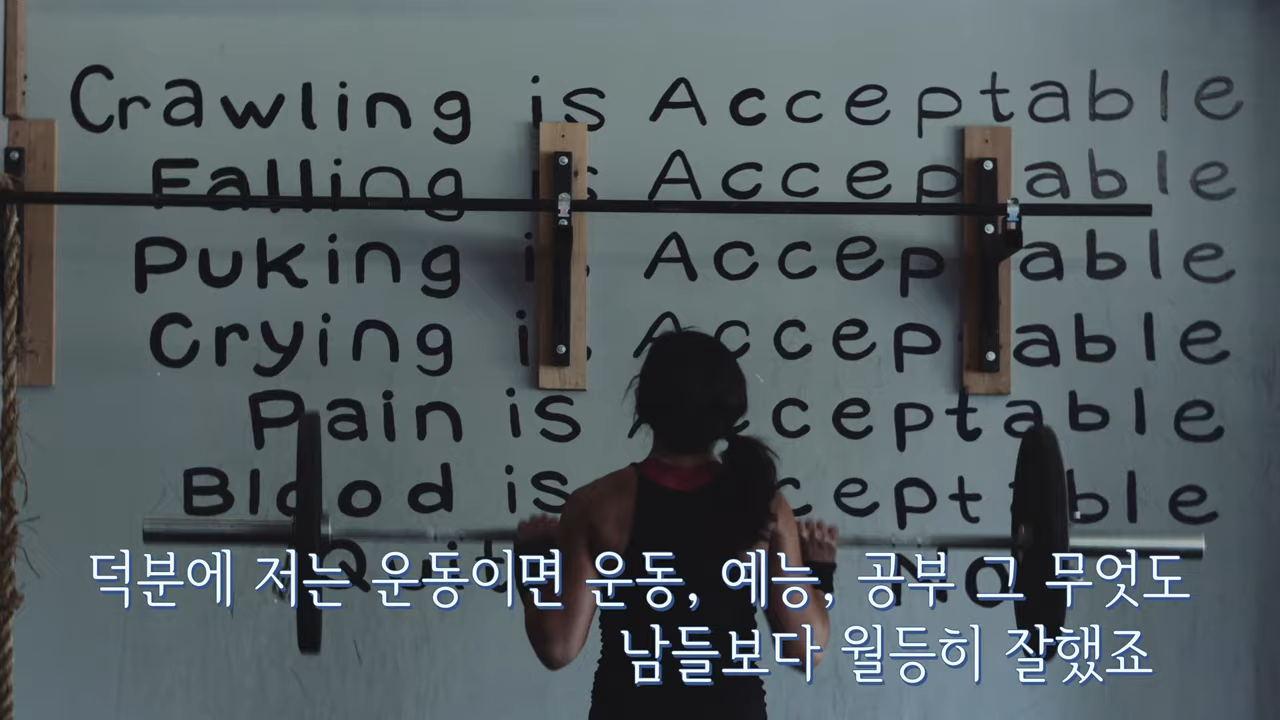 Crawling is Acceptable
Falling is Acceptable
Puking is Acceptable
Crying is Acceptable
Pain is Acceptable
Blood is Acceptable
덕분에 저는 운동이면 운동, 예능, 공부 그 무엇도
남들보다 월등히 잘했죠